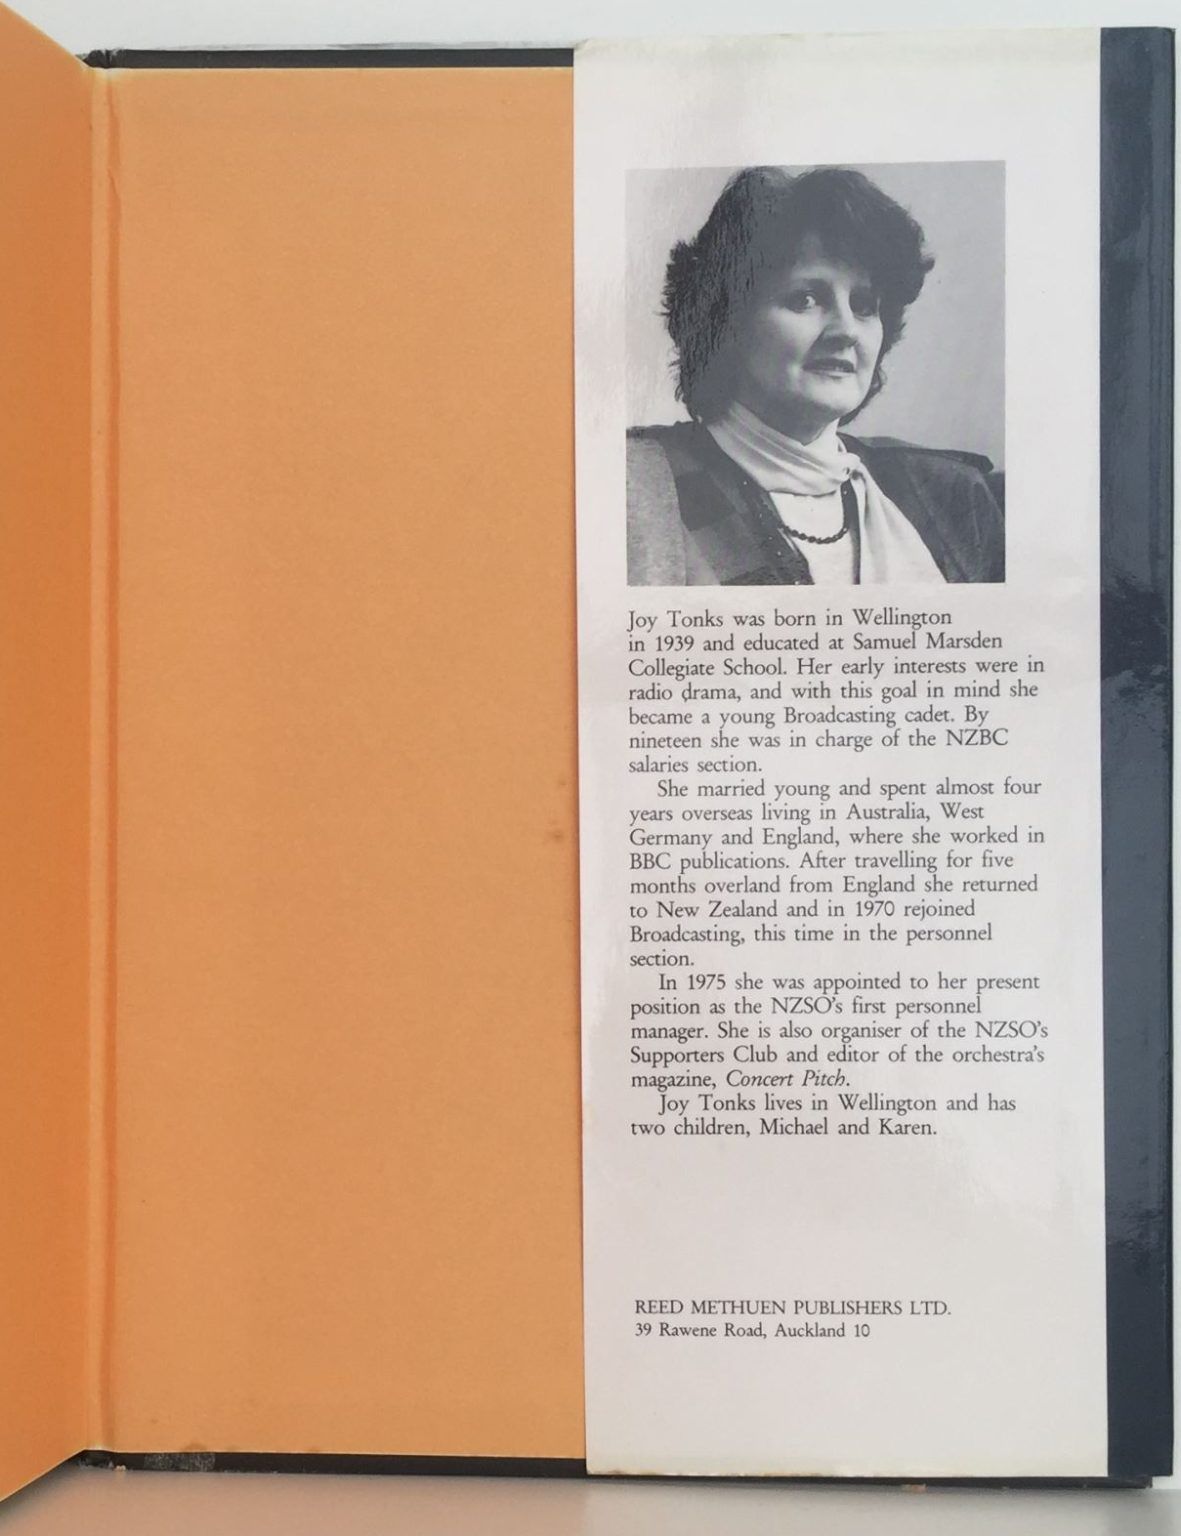 Joy Tonks was born in Wellington
in 1939 and educated at Samuel Marsden
Collegiate School. Her early interests were in
radio drama, and with this goal in mind she
became a young Broadcasting cadet. By
nineteen she was in charge of the NZBC
salaries section.
She married young and spent almost four
years overseas living in Australia, West
Germany and England, where she worked in
BBC publications. After travelling for five
months overland from England she returned
to New Zealand and in 1970 rejoined
Broadcasting, this time in the personnel
section.
In 1975 she was appointed to her present
position as the NZSO's first personnel
manager. She is also organiser of the NZSO's
Supporters Club and editor of the orchestra's
magazine, Concert Pitch.
Joy Tonks lives in Wellington and has
two children, Michael and Karen.
REED METHUEN PUBLISHERS LTD.
39 Rawene Road, Auckland 10